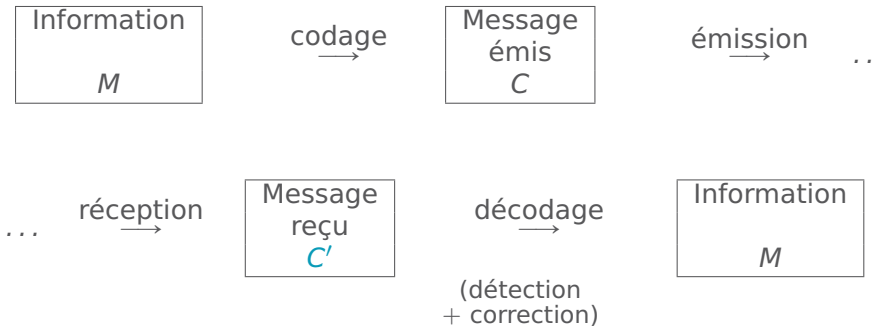 Information
M
codage
⟶
Message
émis
C
émission
⟶
. .
. . .
réception
⟶
Message
reçu
C′
décodage
⟶
(détection
+ correction)
Information
M